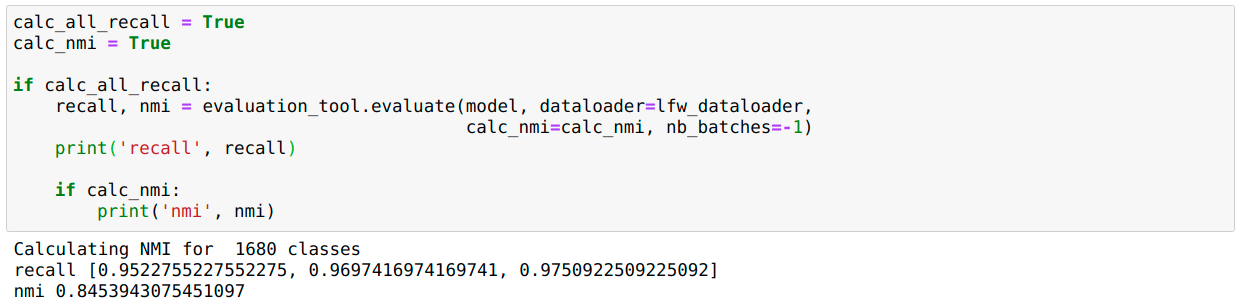 calc_all_recall = True
calc_nmi = True
if calc_all_recall:
    recall, nmi = evaluation_tool.evaluate(model, dataloader=lfw_dataloader,
                                           calc_nmi=calc_nmi, nb_batches=-1)
    print('recall', recall)
    if calc_nmi:
        print('nmi', nmi)
Calculating NMI for  1680 classes
recall [0.9522755227552275, 0.9697416974169741, 0.9750922509225092]
nmi 0.8453943075451097